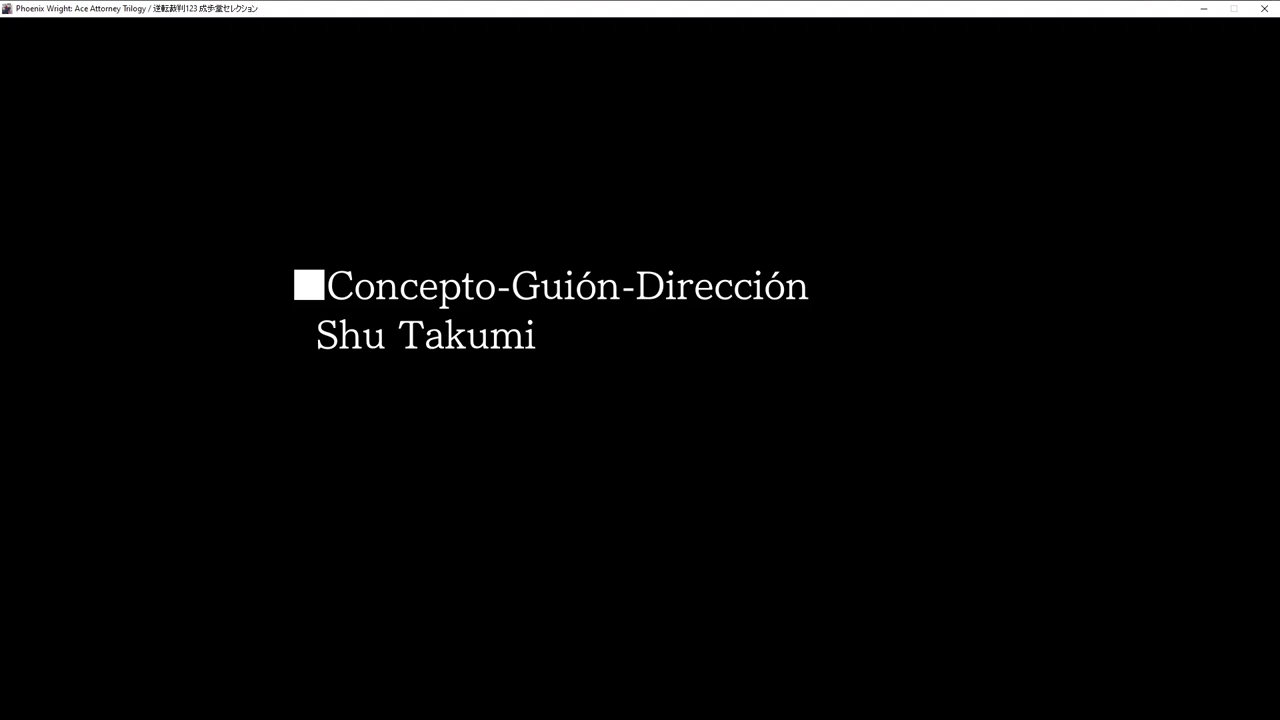 Phoenix Wright: Ace Attorney Trilogy / 逆転裁判123 成歩堂セレクション
■Concepto-Guión-Dirección
Shu Takumi